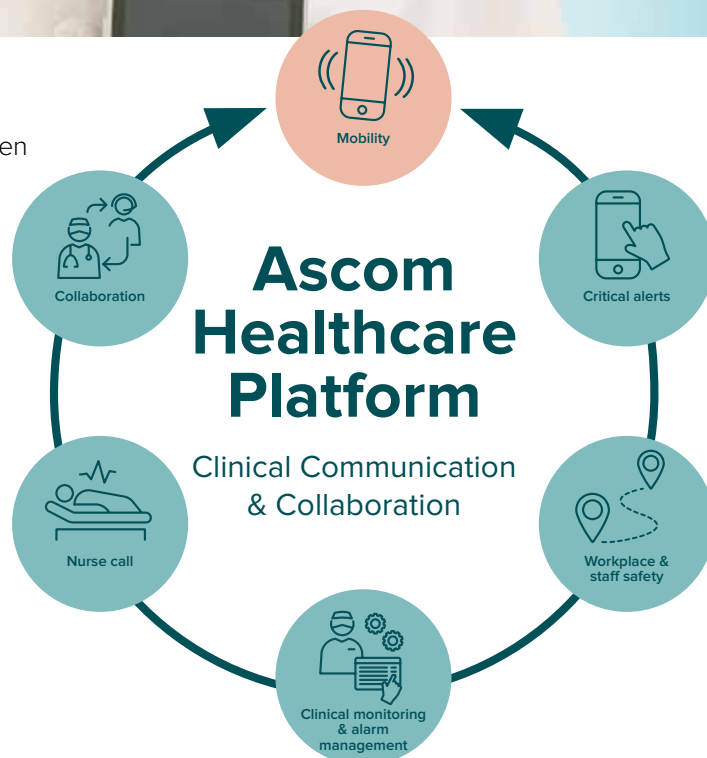 Mobility
en
Collaboration
Critical alerts
Ascom
Healthcare
Platform
Clinical Communication
& Collaboration
Nurse call
Workplace &
staff safety
Clinical monitoring
& alarm
management